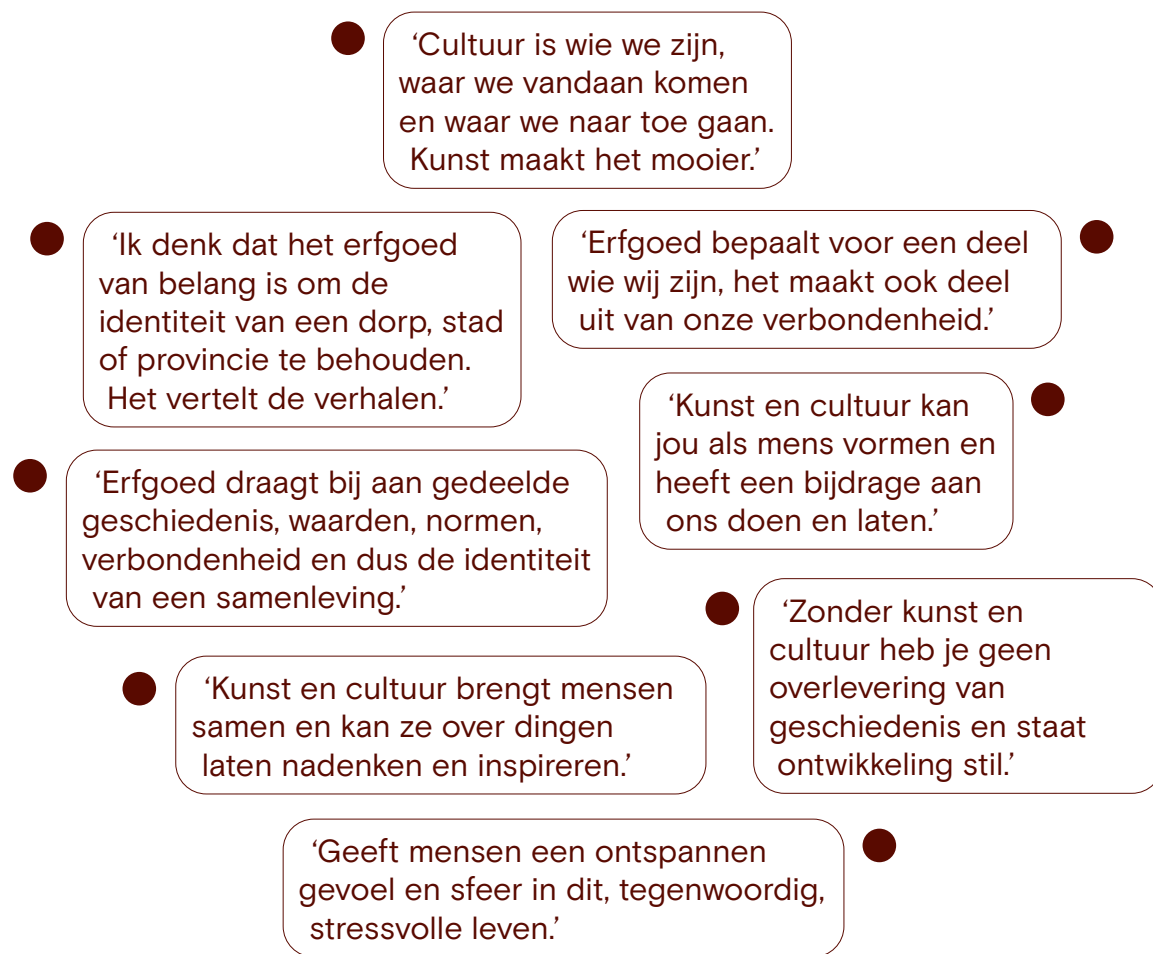 ‘Cultuur is wie we zijn,
waar we vandaan komen
en waar we naar toe gaan.
Kunst maakt het mooier.’
‘Ik denk dat het erfgoed
van belang is om de
identiteit van een dorp, stad
of provincie te behouden.
Het vertelt de verhalen.’
‘Erfgoed bepaalt voor een deel
wie wij zijn, het maakt ook deel
uit van onze verbondenheid.’
‘Kunst en cultuur kan
jou als mens vormen en
heeft een bijdrage aan
ons doen en laten.’
‘Erfgoed draagt bij aan gedeelde
geschiedenis, waarden, normen,
verbondenheid en dus de identiteit
van een samenleving.’
‘Zonder kunst en
cultuur heb je geen
overlevering van
geschiedenis en staat
ontwikkeling stil.’
‘Kunst en cultuur brengt mensen
samen en kan ze over dingen
laten nadenken en inspireren.’
‘Geeft mensen een ontspannen
gevoel en sfeer in dit, tegenwoordig,
stressvolle leven.’